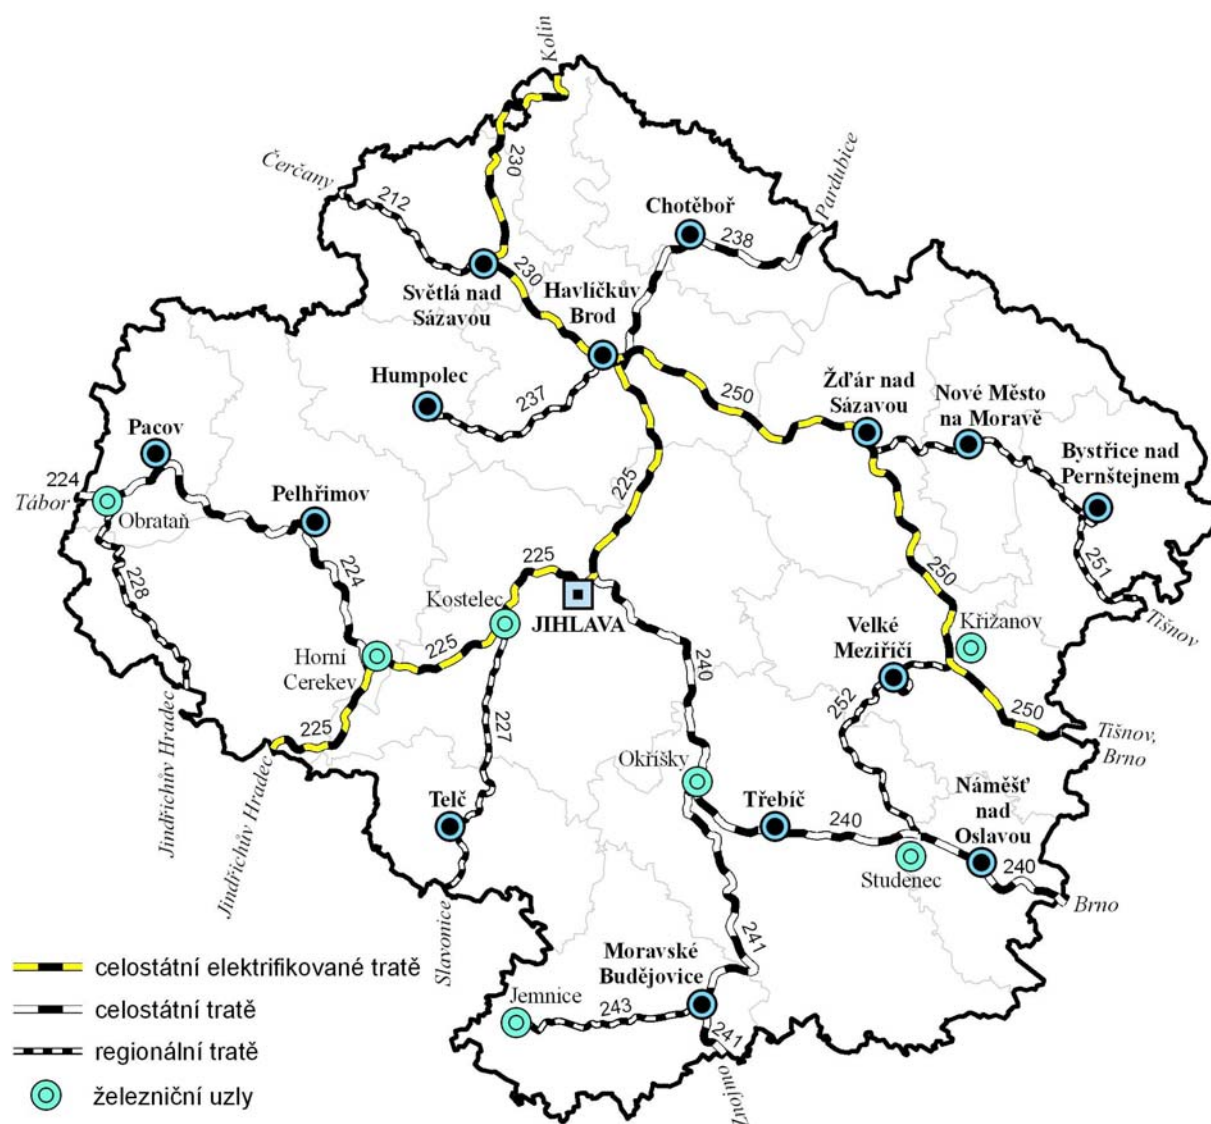 Kolín
230
Čerčany
212
Pardubice
Chotěboř
238
230
Světlá nad
Sázavou
Havlíčkův
Brod
Humpolec
237
250
Žďár nad
Sázavou
Nové Město
na Moravě
Bystřice nad
Pernštejnem
Pacov
224
Tábor
Obrataň
Pelhřimov
225
228
224
225
Kostelec
JIHLAVA
250
251
Tišnov
Křižanov
Velké
Meziříčí
Horní
Cerekev
225
240
252
225
227
250
Tišnov,
Brno
Jindřichův Hradec
Jindřichův Hradec
Okříšky
Telč
Třebíč
240
Náměšť
nad
Oslavou
Studenec
240
Brno
Slavonice
241
Moravské
Budějovice
Jemnice
243
241
Znojmo
celostátní elektrifikované tratě
celostátní tratě
regionální tratě
železniční uzly